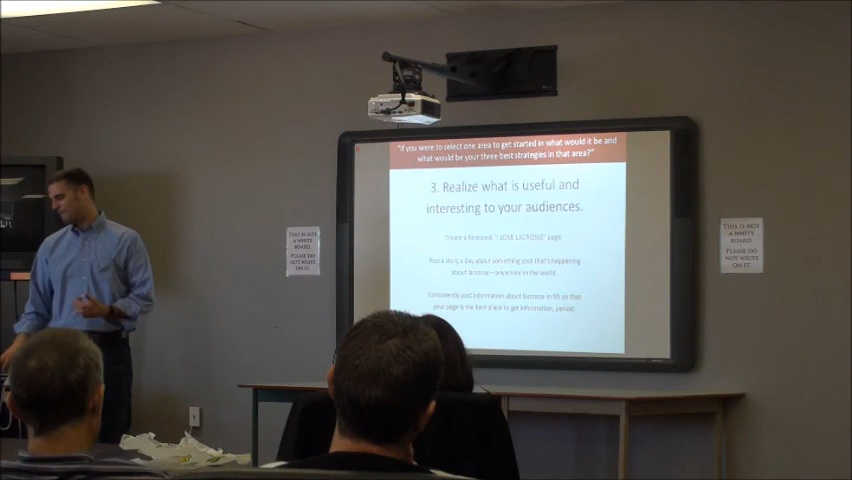 "If you were to select one area to get started in what would it be and
what would be your three best strategies in that area?"
3. Realize what is useful and
interesting to your audiences.
Create a Facebook "I LOVE LACROSSE" page.
Post a story a day about something cool that's happening
about lacrosse—anywhere in the world.
Consistently post information about lacrosse in NS so that
your page is the best place to get information, period.
THIS IS NOT
A WHITE
BOARD.
PLEASE DO
NOT WRITE
ON IT.
THIS IS NOT
A WHITE
BOARD.
PLEASE DO
NOT WRITE
ON IT.